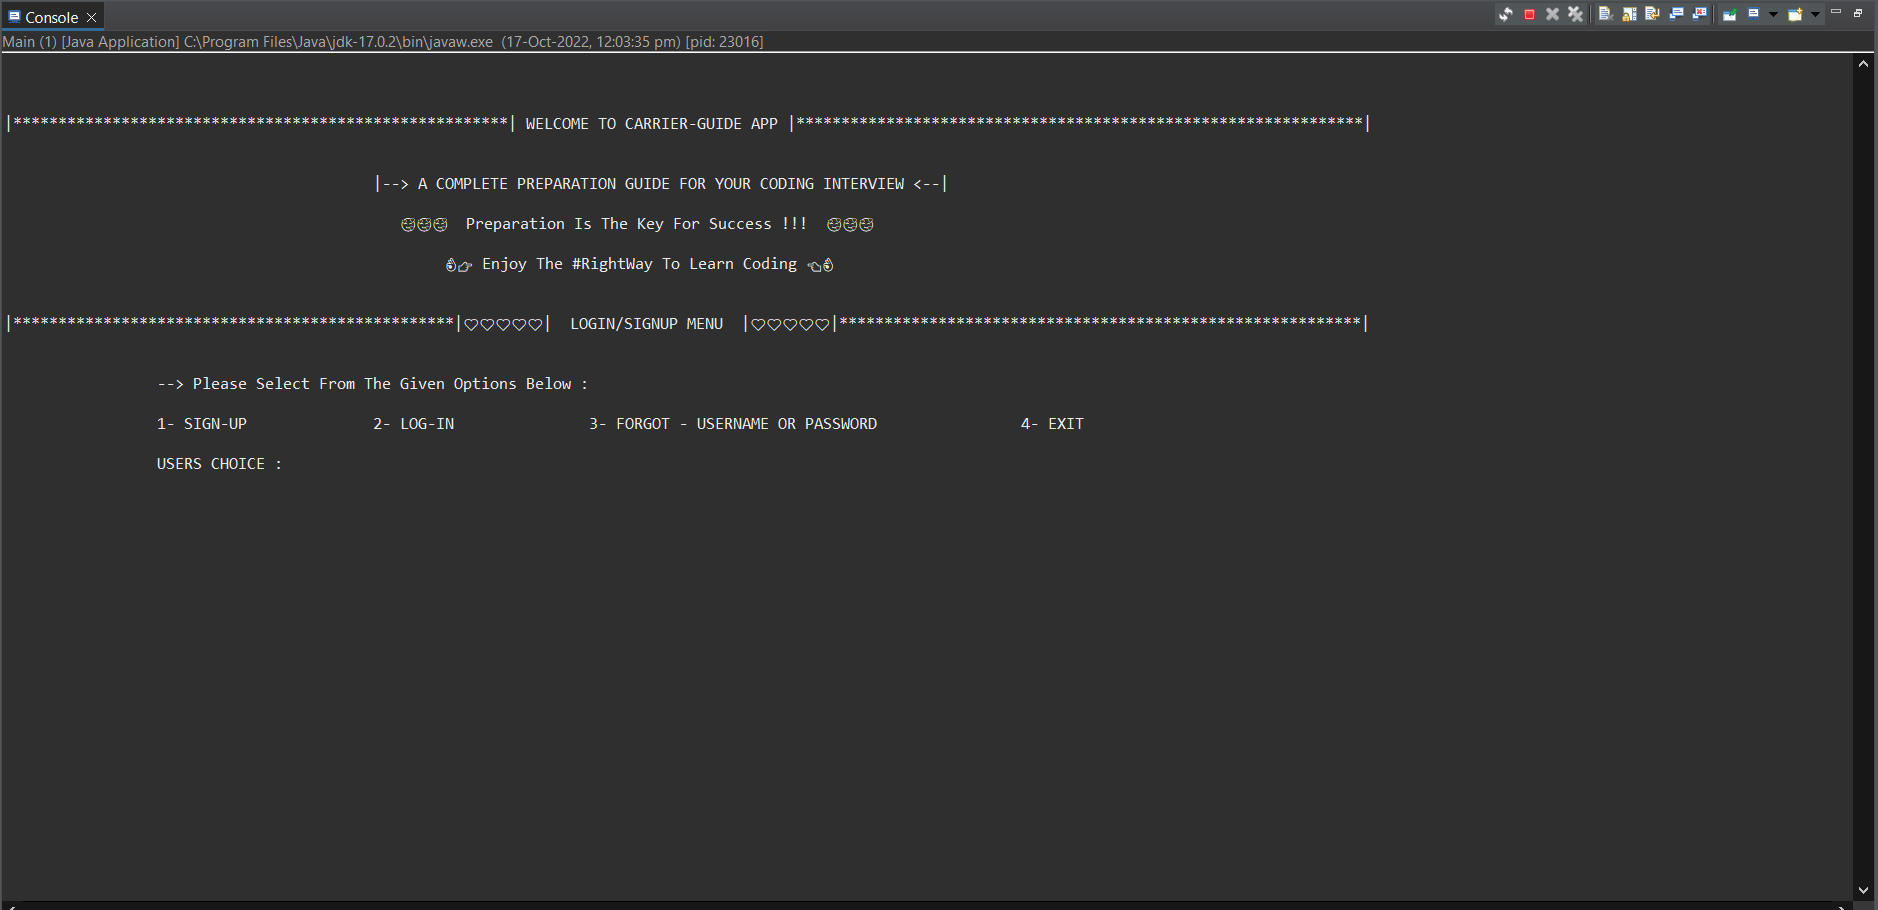 Console
Main (1) [Java Application] C:\Program Files\Java\jdk-17.0.2\bin\javaw.exe (17-Oct-2022, 12:03:35 pm) [pid: 23016]
|*******************************************************| WELCOME TO CARRIER-GUIDE APP |***************************************************************|
|--> A COMPLETE PREPARATION GUIDE FOR YOUR CODING INTERVIEW <--|
Preparation Is The Key For Success !!!
Enjoy The #RightWay To Learn Coding
|*************************************************|♡♡♡♡♡| LOGIN/SIGNUP MENU |♡♡♡♡♡|**********************************************************|
--> Please Select From The Given Options Below :
1- SIGN-UP 2- LOG-IN 3- FORGOT - USERNAME OR PASSWORD 4- EXIT
USERS CHOICE :